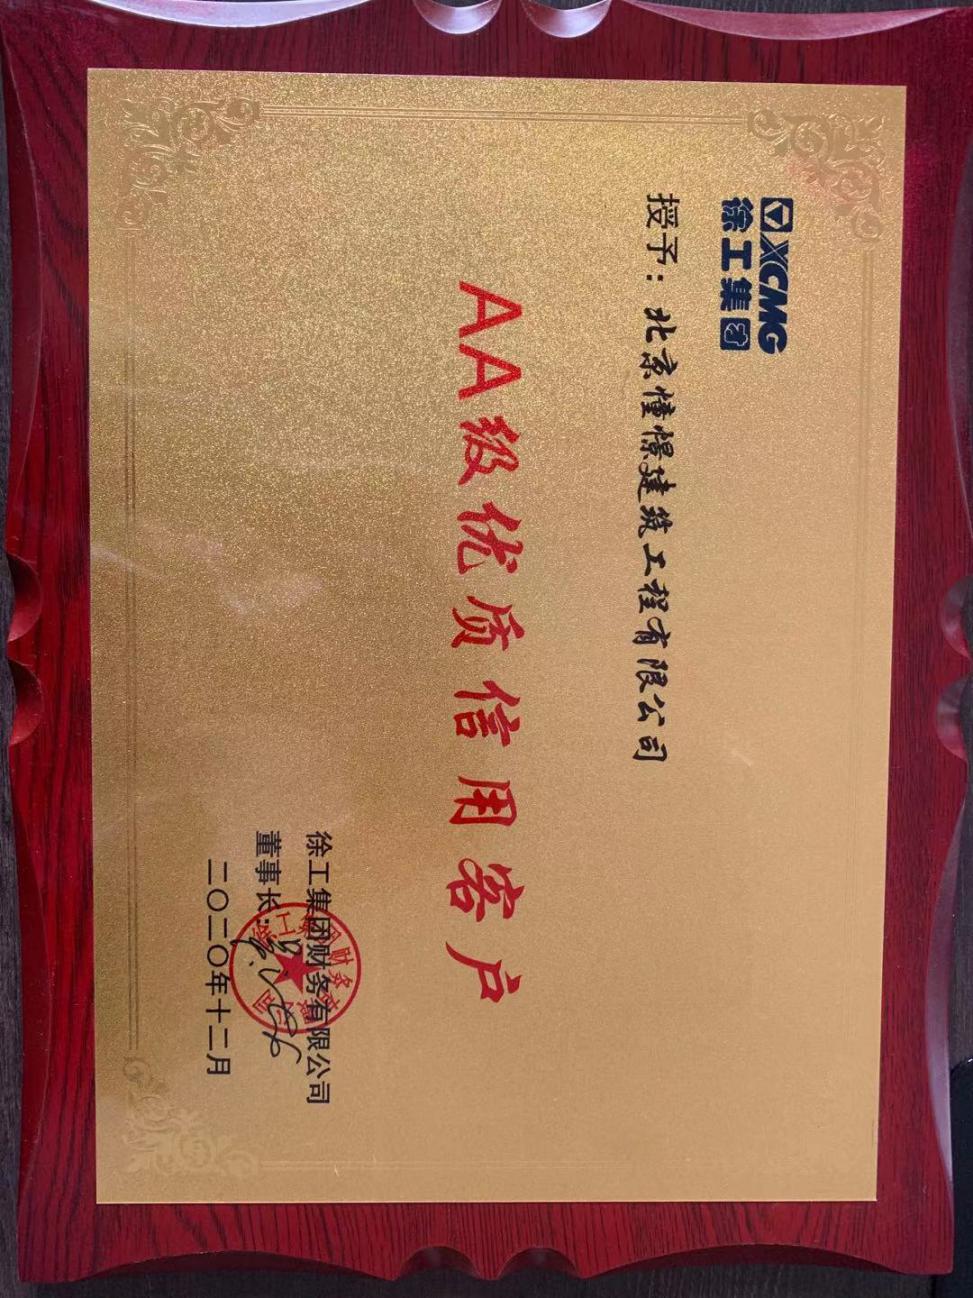 XCMG
徐工集团
授予：北京憧憬建筑工程有限公司
AA级优质信用客户
徐工集团财务有限公司
董事长：
二〇二〇年十二月